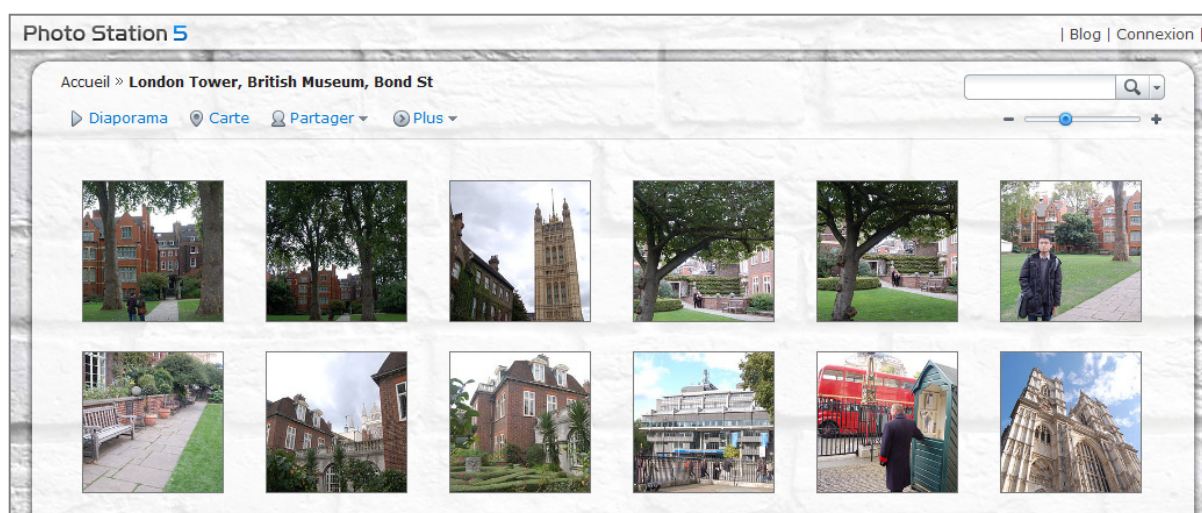 Photo Station 5
| Blog | Connexion |
Accueil » London Tower, British Museum, Bond St
Diaporama Carte Partager Plus